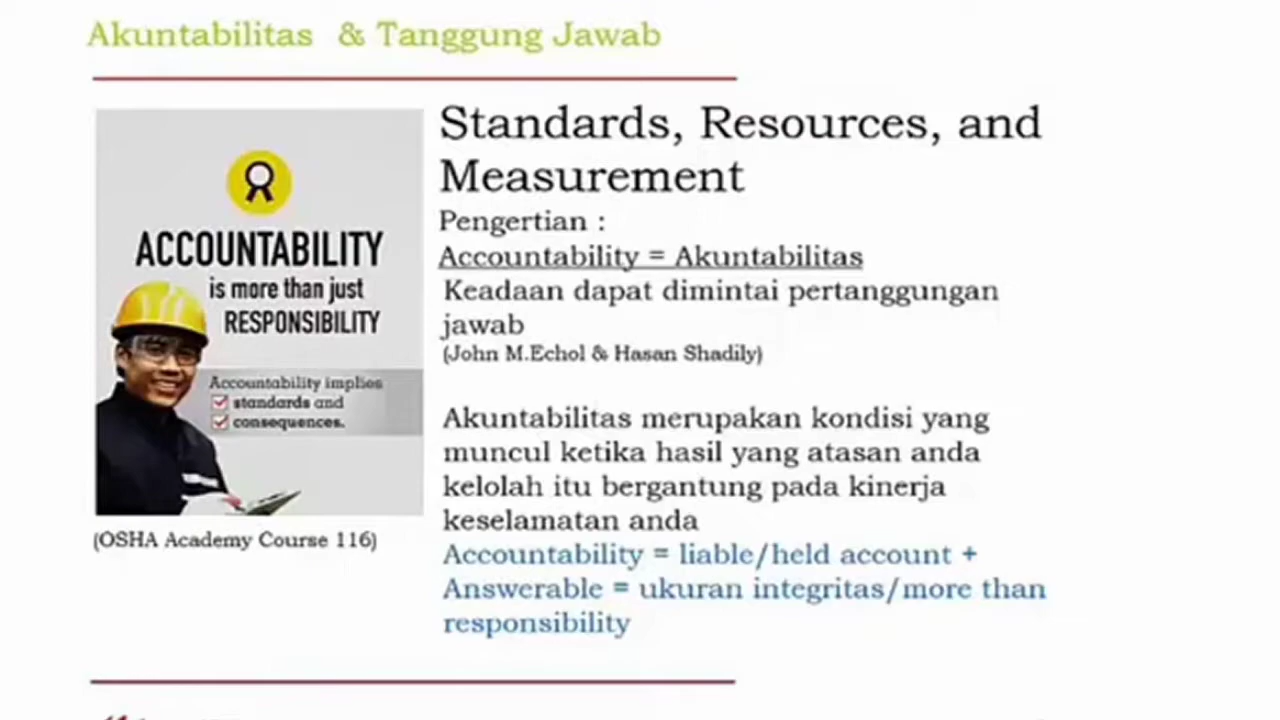 Akuntabilitas & Tanggung Jawab
ACCOUNTABILITY
is more than just
RESPONSIBILITY
Accountability implies
standards and
consequences.
(OSHA Academy Course 116)
Standards, Resources, and
Measurement
Pengertian :
Accountability = Akuntabilitas
Keadaan dapat dimintai pertanggungan
jawab
(John M.Echol & Hasan Shadily)
Akuntabilitas merupakan kondisi yang
muncul ketika hasil yang atasan anda
kelolah itu bergantung pada kinerja
keselamatan anda
Accountability = liable/held account +
Answerable = ukuran integritas/more than
responsibility